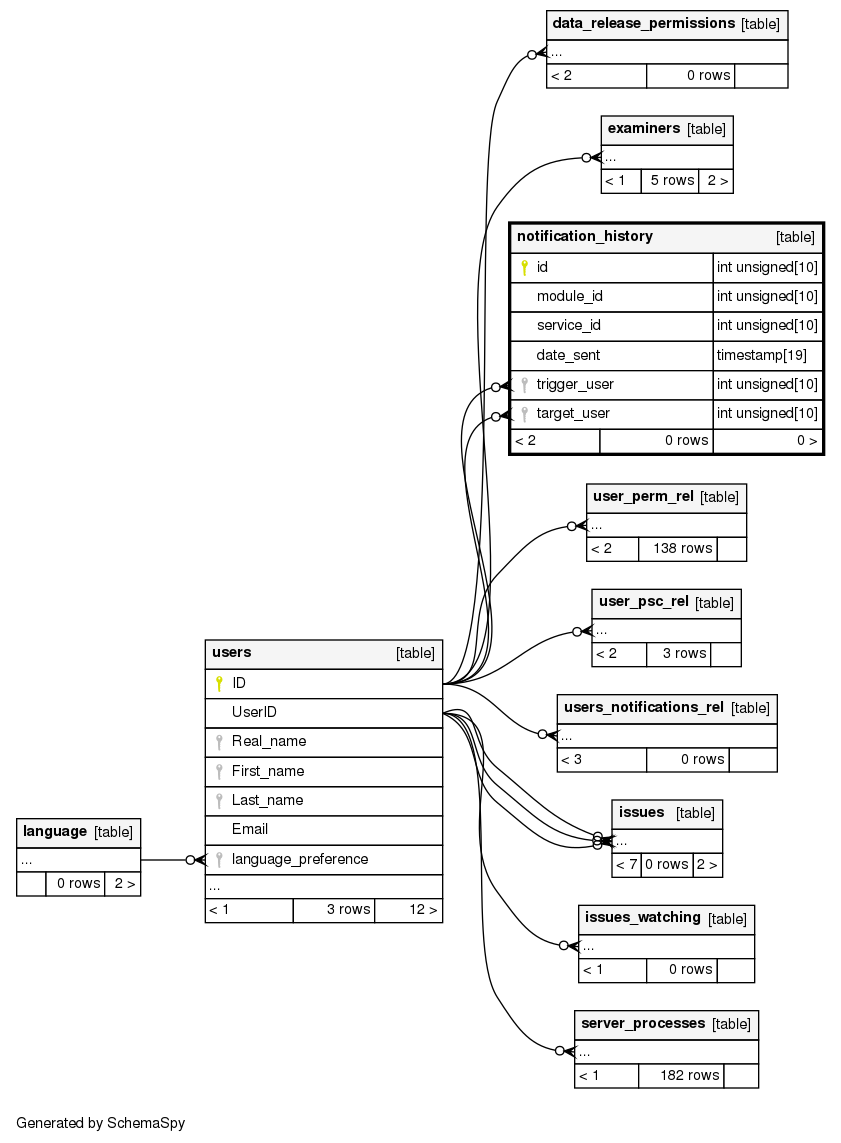 data_release_permissions [table]
...
< 2 0 rows
examiners [table]
...
< 1 5 rows 2 >
notification_history [table]
id int unsigned[10]
module_id int unsigned[10]
service_id int unsigned[10]
date_sent timestamp[19]
trigger_user int unsigned[10]
target_user int unsigned[10]
< 2 0 rows 0 >
user_perm_rel [table]
...
< 2 138 rows
user_psc_rel [table]
...
< 2 3 rows
users [table]
ID
UserID
Real_name
First_name
Last_name
Email
language_preference
...
< 1 3 rows 12 >
users_notifications_rel [table]
...
< 3 0 rows
issues [table]
...
< 7 0 rows 2 >
language [table]
...
0 rows 2 >
issues_watching [table]
...
< 1 0 rows
server_processes [table]
...
< 1 182 rows
Generated by SchemaSpy